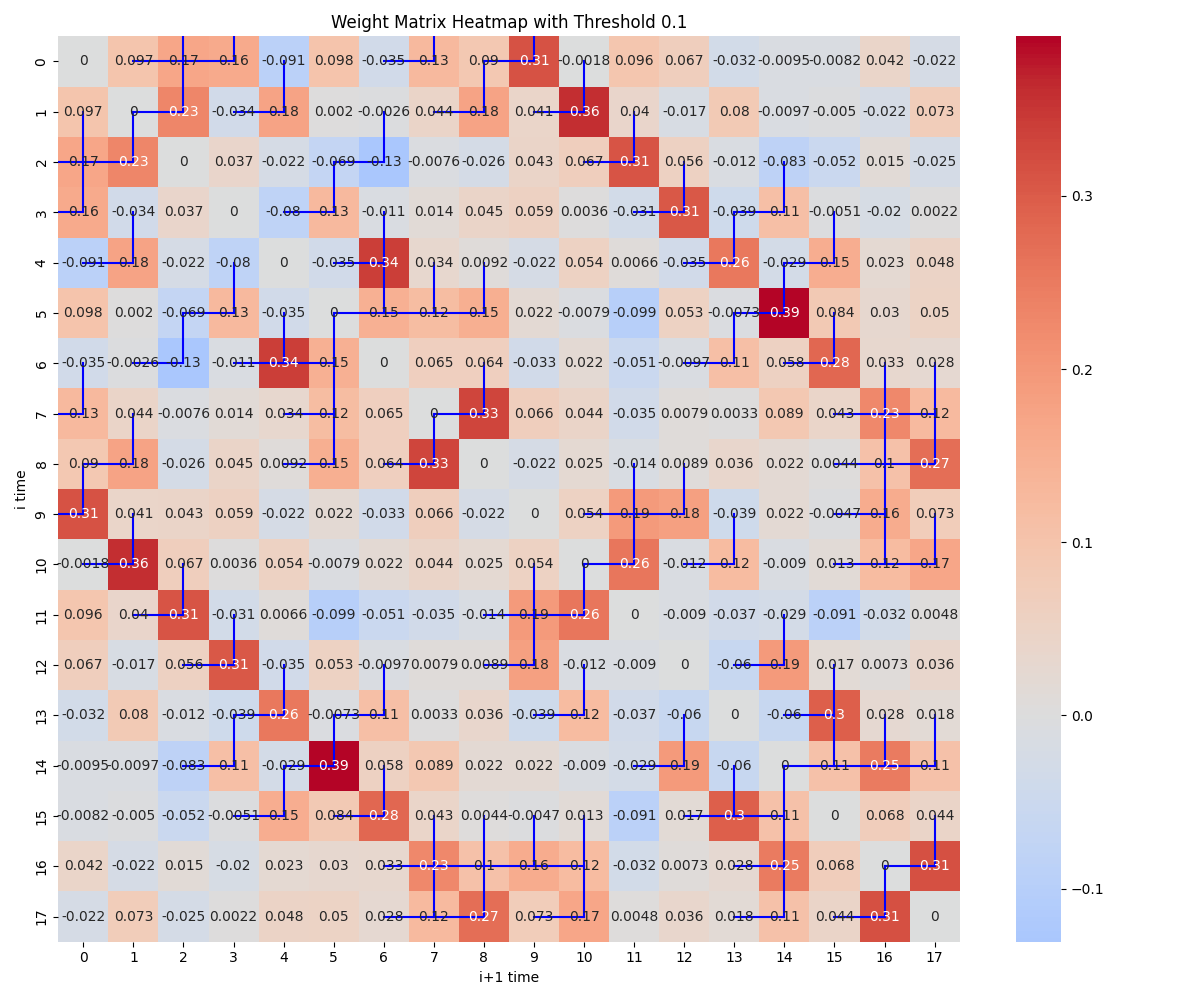 Weight Matrix Heatmap with Threshold 0.1
0 0 0.097 0.17 0.16 -0.091 0.098 -0.035 0.13 0.09 0.31 -0.0018 0.096 0.067 -0.032 -0.0095 -0.0082 0.042 -0.022
1 0.097 0 0.23 -0.034 0.18 0.002 -0.0026 0.044 0.18 0.041 0.36 0.04 -0.017 0.08 -0.0097 -0.005 -0.022 0.073
2 0.17 0.23 0 0.037 -0.022 -0.069 -0.13 -0.0076 -0.026 0.043 0.067 0.31 0.056 -0.012 -0.083 -0.052 0.015 -0.025
3 0.16 -0.034 0.037 0 -0.08 0.13 -0.011 0.014 0.045 0.059 0.0036 -0.031 0.31 -0.039 0.11 -0.0051 -0.02 0.0022
4 -0.091 0.18 -0.022 -0.08 0 -0.035 0.34 0.034 0.0092 -0.022 0.054 0.0066 -0.035 0.26 -0.029 0.15 0.023 0.048
5 0.098 0.002 -0.069 0.13 -0.035 0 0.15 0.12 0.15 0.022 -0.0079 -0.099 0.053 -0.0073 0.39 0.084 0.03 0.05
6 -0.035 -0.0026 -0.13 -0.011 0.34 0.15 0 0.065 0.064 -0.033 0.022 -0.051 -0.0097 0.11 0.058 0.28 0.033 0.028
7 0.13 0.044 -0.0076 0.014 0.034 0.12 0.065 0 0.33 0.066 0.044 -0.035 0.0079 0.0033 0.089 0.043 0.23 0.12
8 0.09 0.18 -0.026 0.045 0.0092 0.15 0.064 0.33 0 -0.022 0.025 -0.014 0.0089 0.036 0.022 0.0044 0.1 0.27
9 0.31 0.041 0.043 0.059 -0.022 0.022 -0.033 0.066 -0.022 0 0.054 0.19 0.18 -0.039 0.022 -0.0047 0.16 0.073
10 -0.0018 0.36 0.067 0.0036 0.054 -0.0079 0.022 0.044 0.025 0.054 0 0.26 -0.012 0.12 -0.009 0.013 0.12 0.17
11 0.096 0.04 0.31 -0.031 0.0066 -0.099 -0.051 -0.035 -0.014 0.19 0.26 0 -0.009 -0.037 -0.029 -0.091 -0.032 0.0048
12 0.067 -0.017 0.056 0.31 -0.035 0.053 -0.0097 0.0079 0.0089 0.18 -0.012 -0.009 0 -0.06 0.19 0.017 0.0073 0.036
13 -0.032 0.08 -0.012 -0.039 0.26 -0.0073 0.11 0.0033 0.036 -0.039 0.12 -0.037 -0.06 0 -0.06 0.3 0.028 0.018
14 -0.0095 -0.0097 -0.083 0.11 -0.029 0.39 0.058 0.089 0.022 0.022 -0.009 -0.029 0.19 -0.06 0 0.11 0.25 0.11
15 -0.0082 -0.005 -0.052 -0.0051 0.15 0.084 0.28 0.043 0.0044 -0.0047 0.013 -0.091 0.017 0.3 0.11 0 0.068 0.044
16 0.042 -0.022 0.015 -0.02 0.023 0.03 0.033 0.23 0.1 0.16 0.12 -0.032 0.0073 0.028 0.25 0.068 0 0.31
17 -0.022 0.073 -0.025 0.0022 0.048 0.05 0.028 0.12 0.27 0.073 0.17 0.0048 0.036 0.018 0.11 0.044 0.31 0
0 1 2 3 4 5 6 7 8 9 10 11 12 13 14 15 16 17
i+1 time
i time
0.3
0.2
0.1
0.0
−0.1